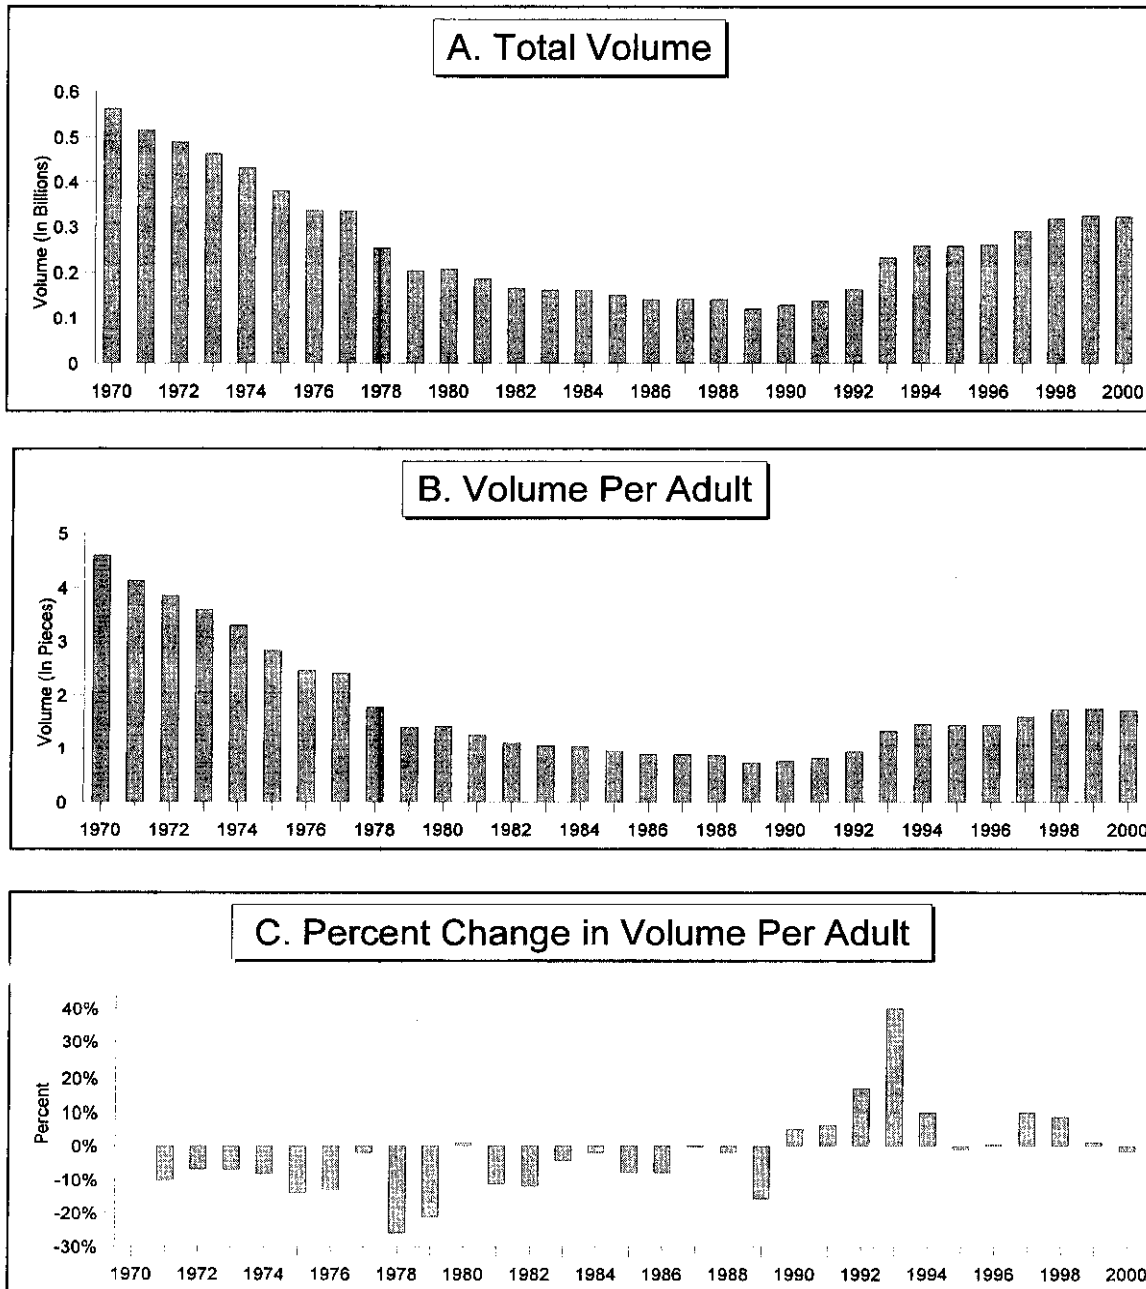 A. Total Volume
Volume (In Billions)
0.6
0.5
0.4
0.3
0.2
0.1
0
1970 1972 1974 1976 1978 1980 1982 1984 1986 1988 1990 1992 1994 1996 1998 2000
B. Volume Per Adult
Volume (In Pieces)
5
4
3
2
1
0
1970 1972 1974 1976 1978 1980 1982 1984 1986 1988 1990 1992 1994 1996 1998 2000
C. Percent Change in Volume Per Adult
Percent
40%
30%
20%
10%
0%
-10%
-20%
-30%
1970 1972 1974 1976 1978 1980 1982 1984 1986 1988 1990 1992 1994 1996 1998 2000